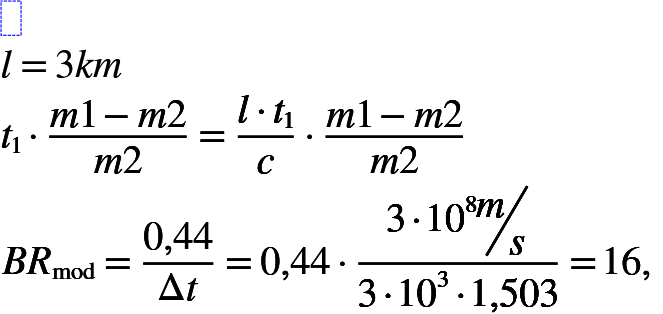 l = 3km
t₁ · (m1 − m2)/m2 = (l · t₁)/c · (m1 − m2)/m2
BR_mod = 0,44/Δt = 0,44 · (3 · 10⁸ m/s)/(3 · 10³ · 1,503) = 16,